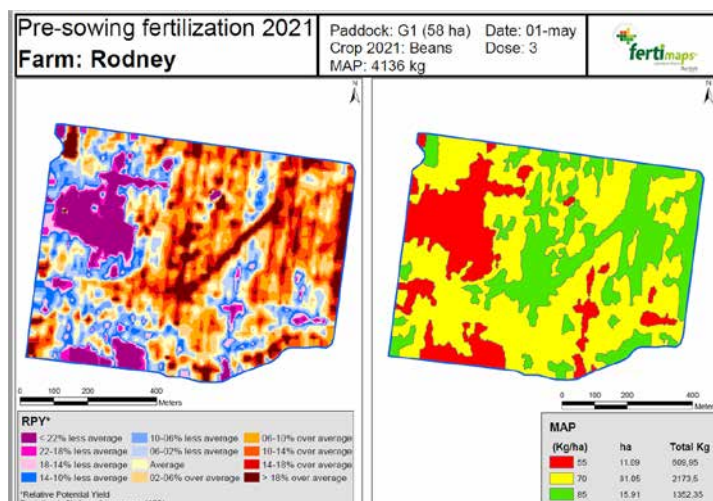 Pre-sowing fertilization 2021
Farm: Rodney
Paddock: G1 (58 ha) Date: 01-may
Crop 2021: Beans Dose: 3
MAP: 4136 kg
fertimaps
N
N
0 100 200 400
Meters
0 100 200 400
Meters
RPY*
< 22% less average
22-18% less average
18-14% less average
14-10% less average
10-06% less average
06-02% less average
Average
02-06% over average
06-10% over average
10-14% over average
14-18% over average
> 18% over average
*Relative Potential Yield
MAP
(Kg/ha) ha Total Kg
55 11.09 609,95
70 31.05 2173,5
85 15.91 1352,35